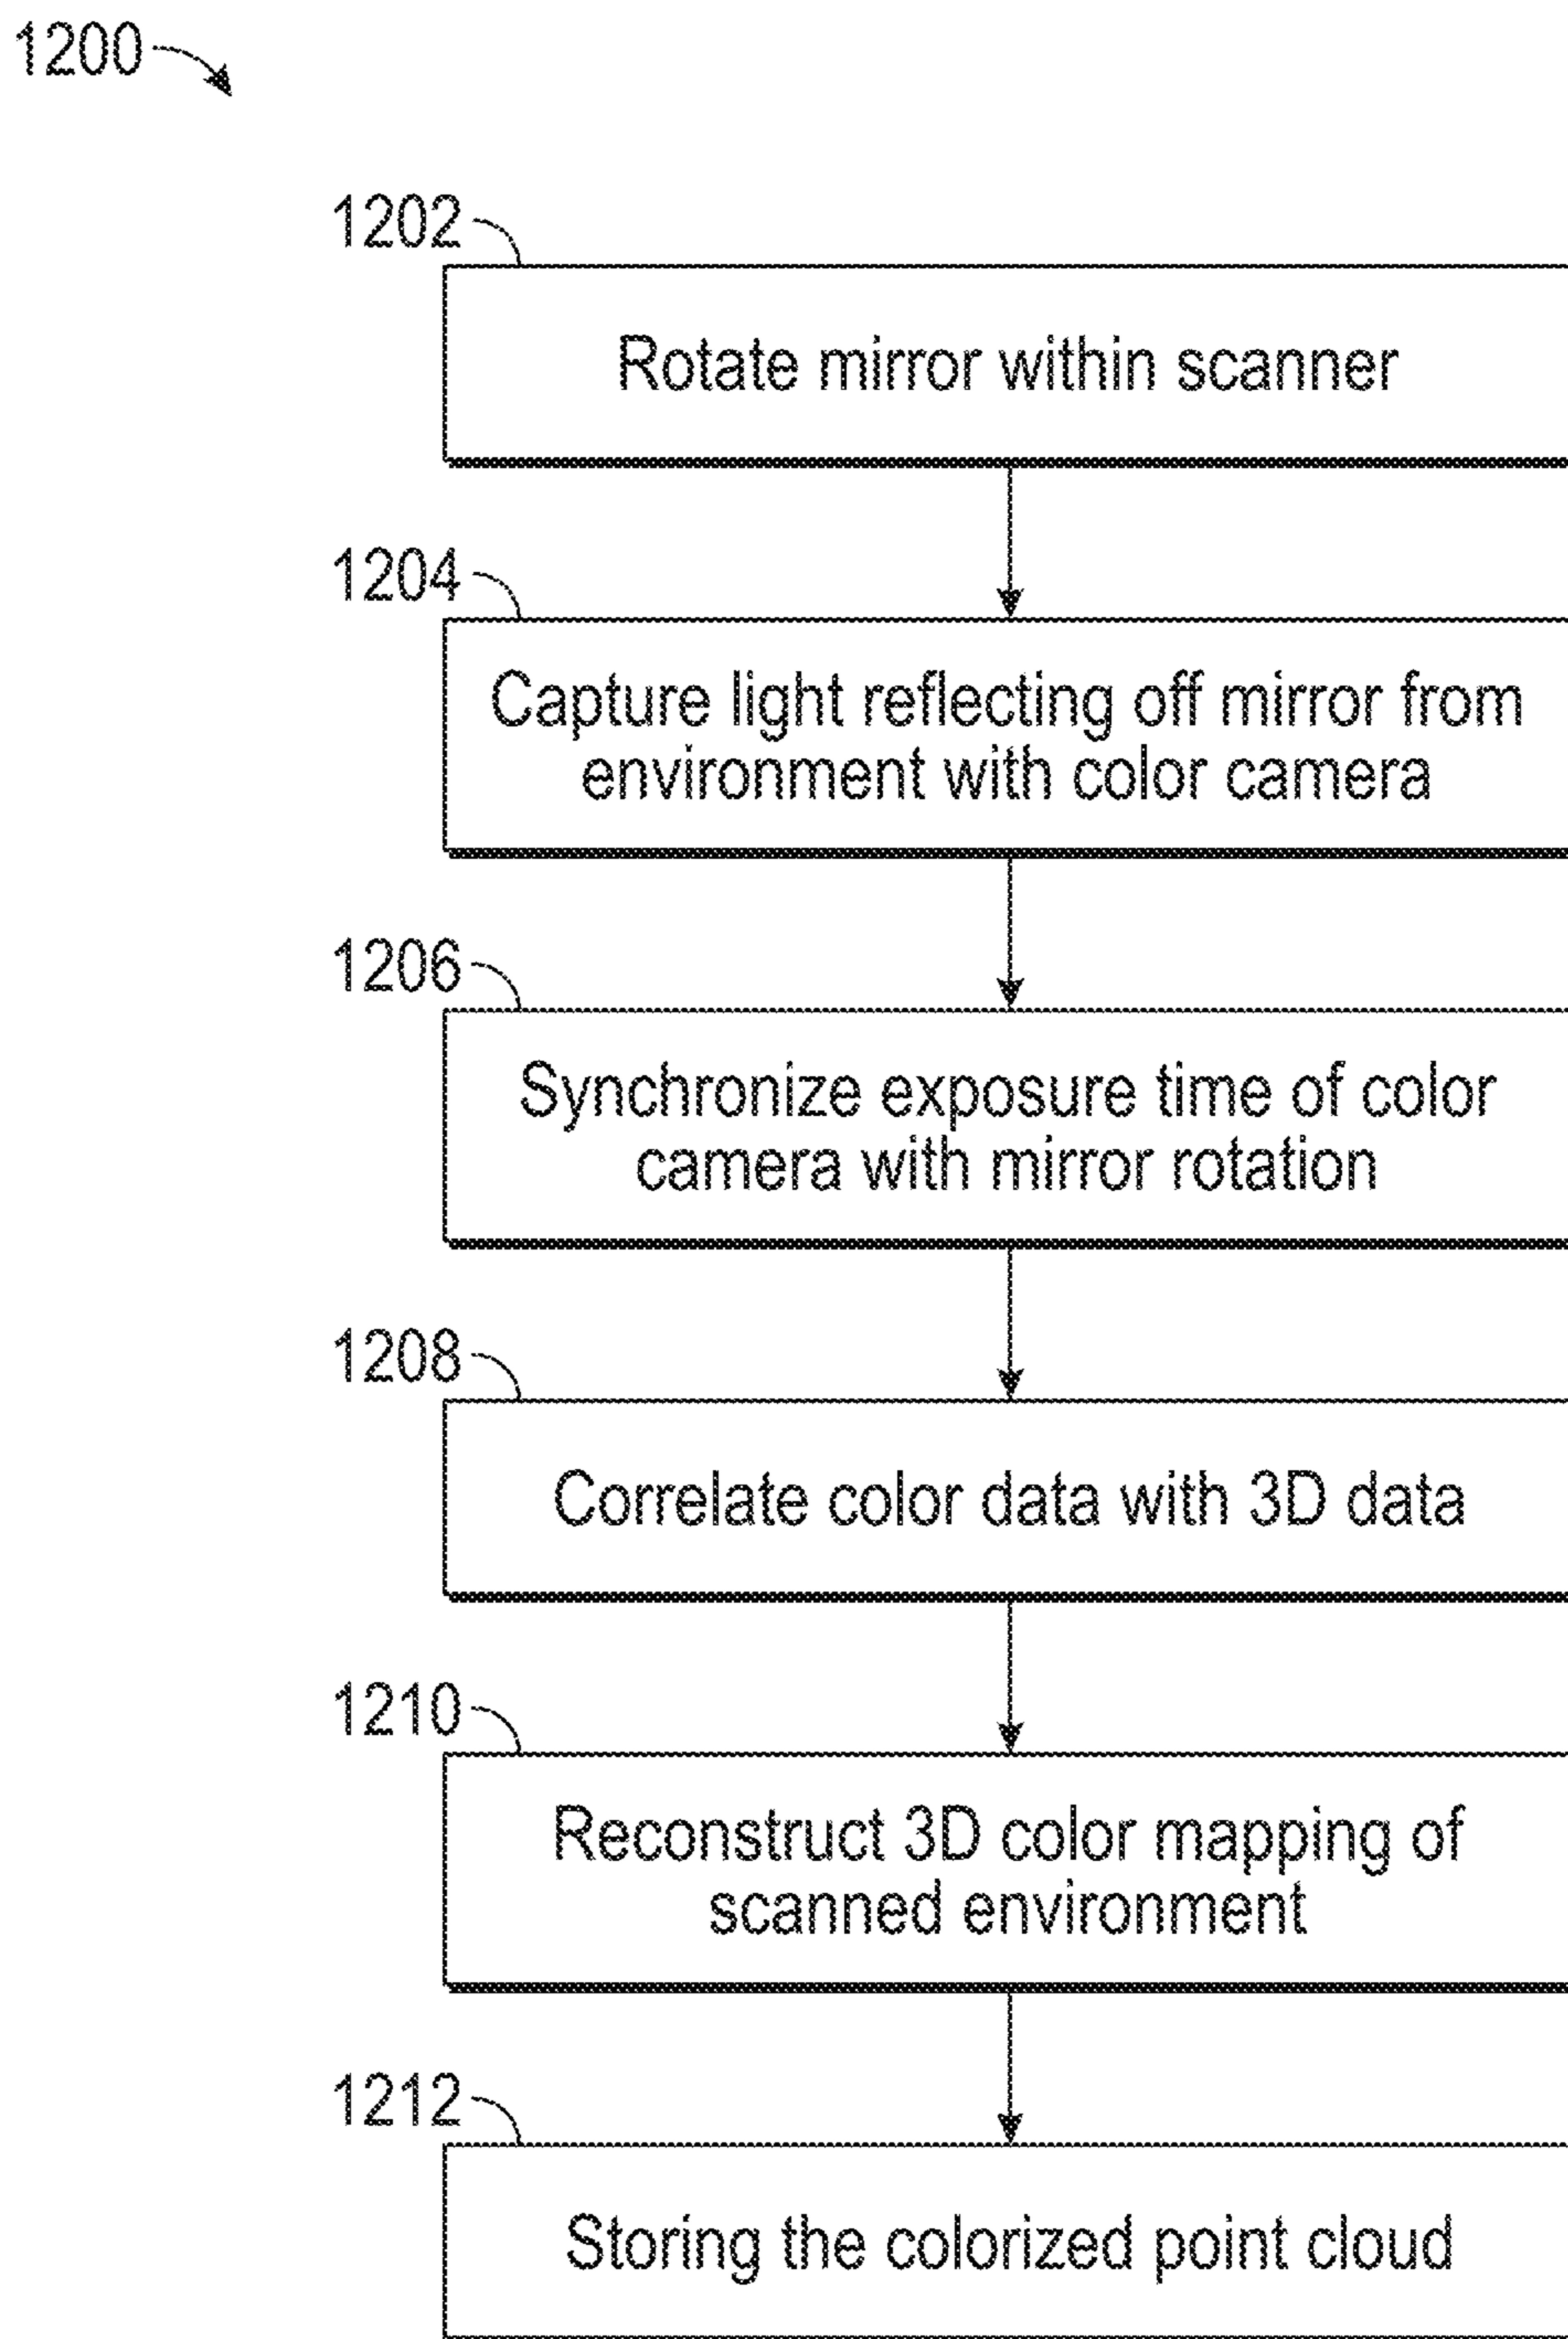 1200
1202
Rotate mirror within scanner
1204
Capture light reflecting off mirror from
environment with color camera
1206
Synchronize exposure time of color
camera with mirror rotation
1208
Correlate color data with 3D data
1210
Reconstruct 3D color mapping of
scanned environment
1212
Storing the colorized point cloud